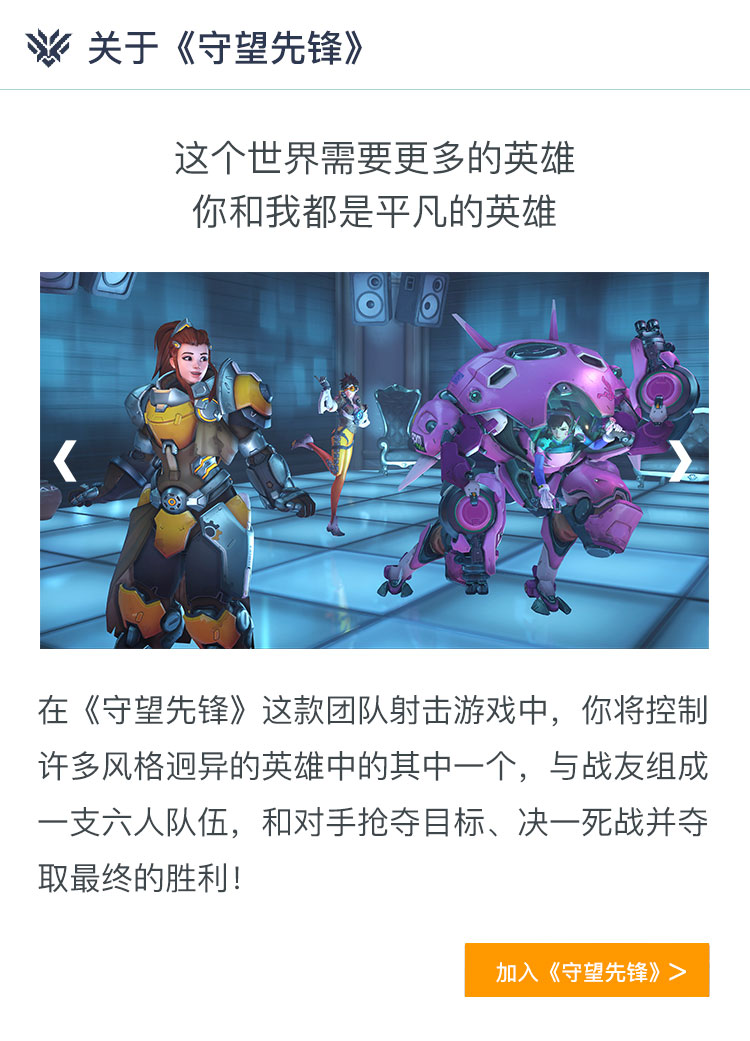 关于《守望先锋》
这个世界需要更多的英雄
你和我都是平凡的英雄
在《守望先锋》这款团队射击游戏中，你将控制
许多风格迥异的英雄中的其中一个，与战友组成
一支六人队伍，和对手抢夺目标、决一死战并夺
取最终的胜利！
加入《守望先锋》>